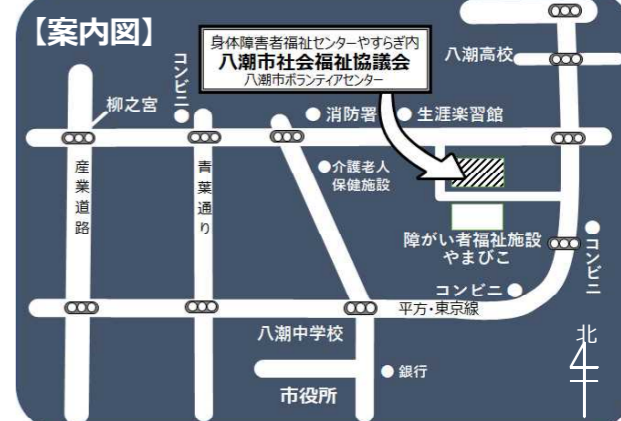 【案内図】
身体障害者福祉センターやすらぎ内
八潮市社会福祉協議会
八潮市ボランティアセンター
八潮高校
コンビニ
柳之宮
消防署
生涯楽習館
産業道路
青葉通り
介護老人
保健施設
障がい者福祉施設
やまびこ
コンビニ
コンビニ
平方・東京線
八潮中学校
北
銀行
市役所